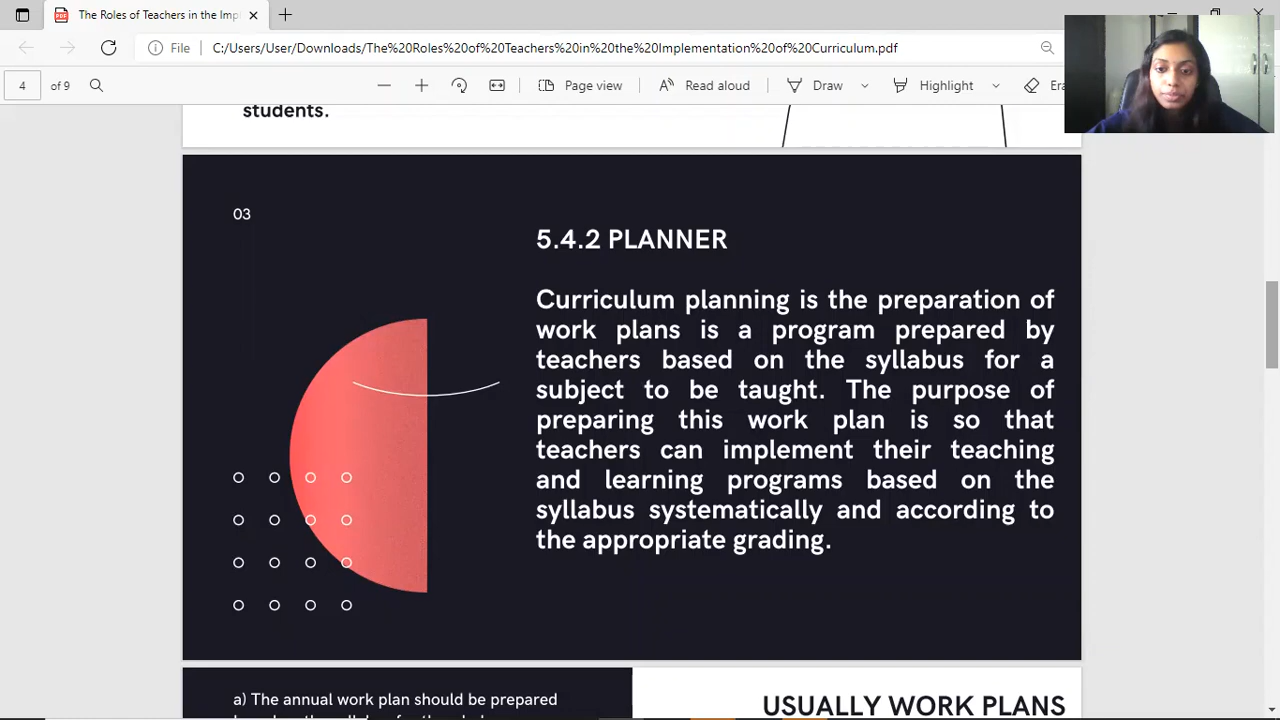 The Roles of Teachers in the Imp
File
C:/Users/User/Downloads/The%20Roles%20of%20Teachers%20in%20the%20Implementation%20of%20Curriculum.pdf
4 of 9
Page view
Read aloud
Draw
Highlight
Era
students.
03
5.4.2 PLANNER
Curriculum planning is the preparation of
work plans is a program prepared by
teachers based on the syllabus for a
subject to be taught. The purpose of
preparing this work plan is so that
teachers can implement their teaching
and learning programs based on the
syllabus systematically and according to
the appropriate grading.
a) The annual work plan should be prepared
USUALLY WORK PLANS